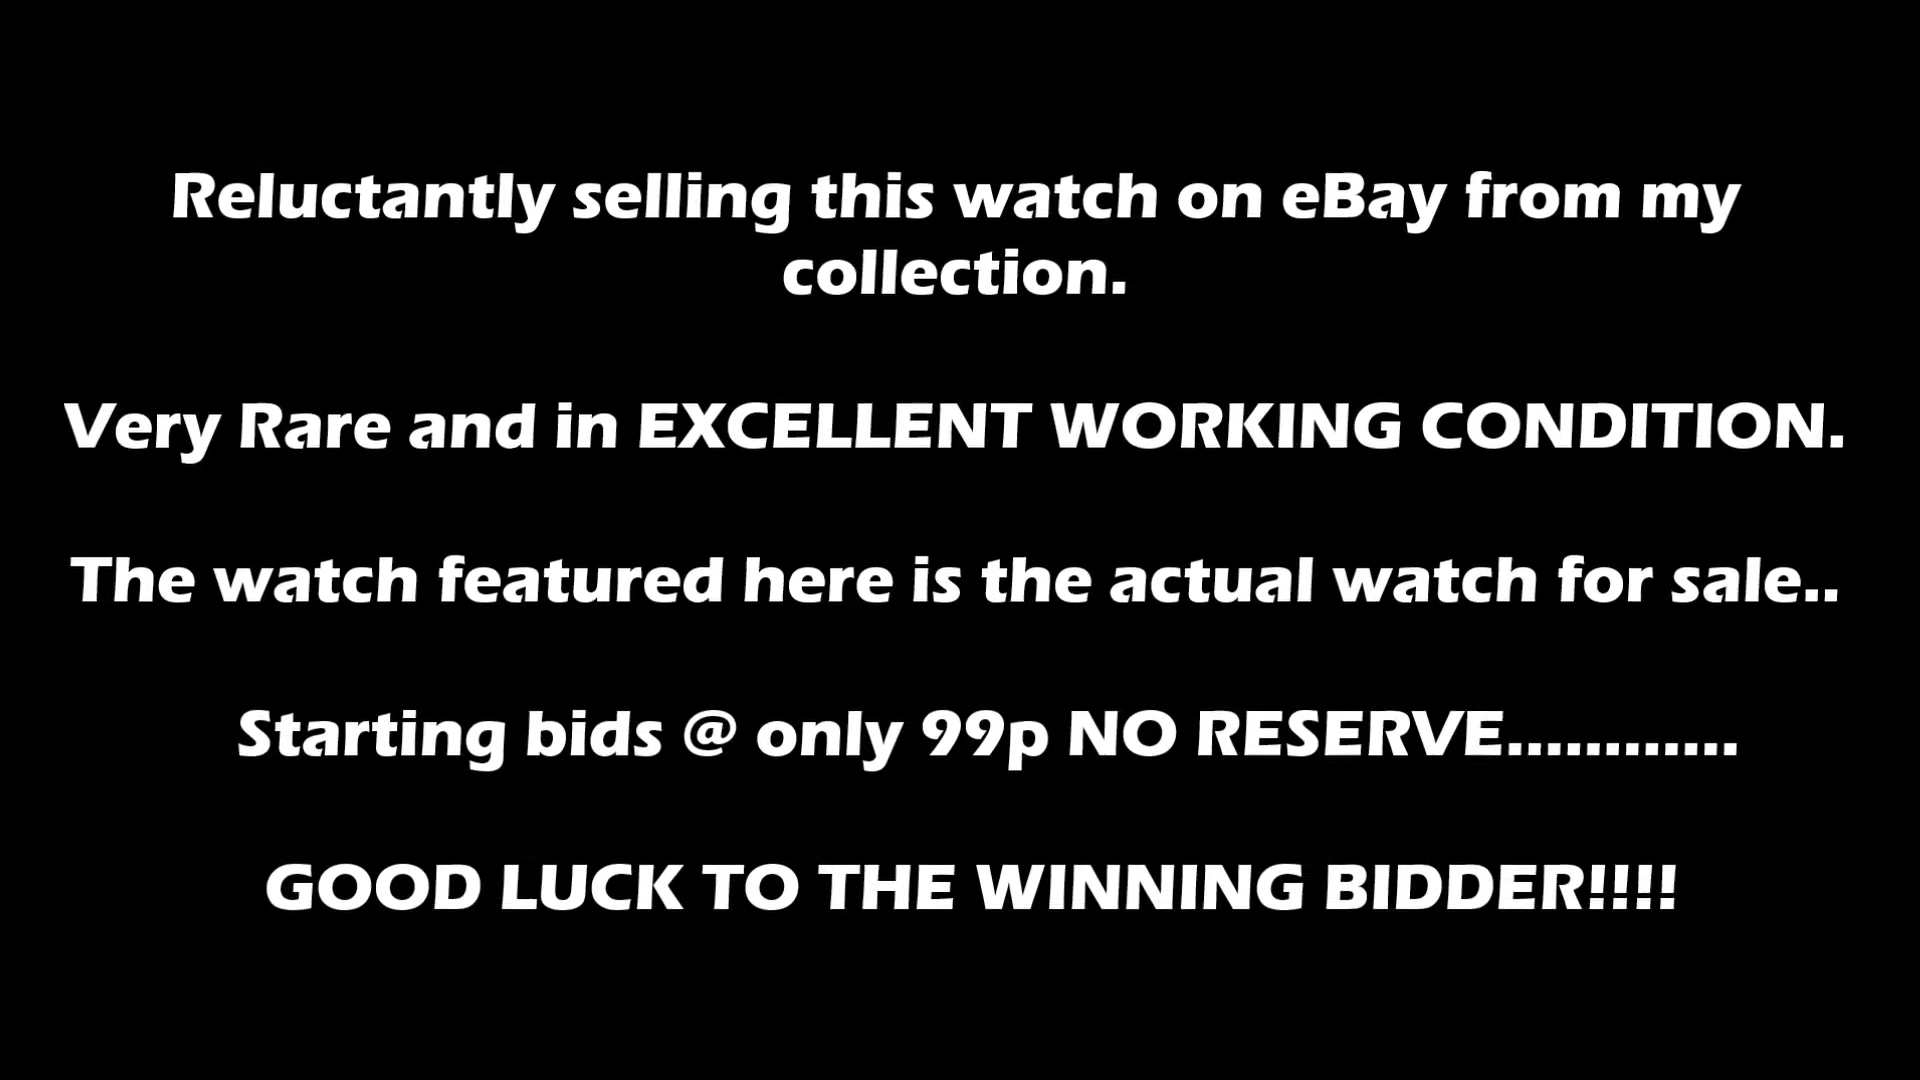 Reluctantly selling this watch on eBay from my
collection.
Very Rare and in EXCELLENT WORKING CONDITION.
The watch featured here is the actual watch for sale..
Starting bids @ only 99p NO RESERVE............
GOOD LUCK TO THE WINNING BIDDER!!!!